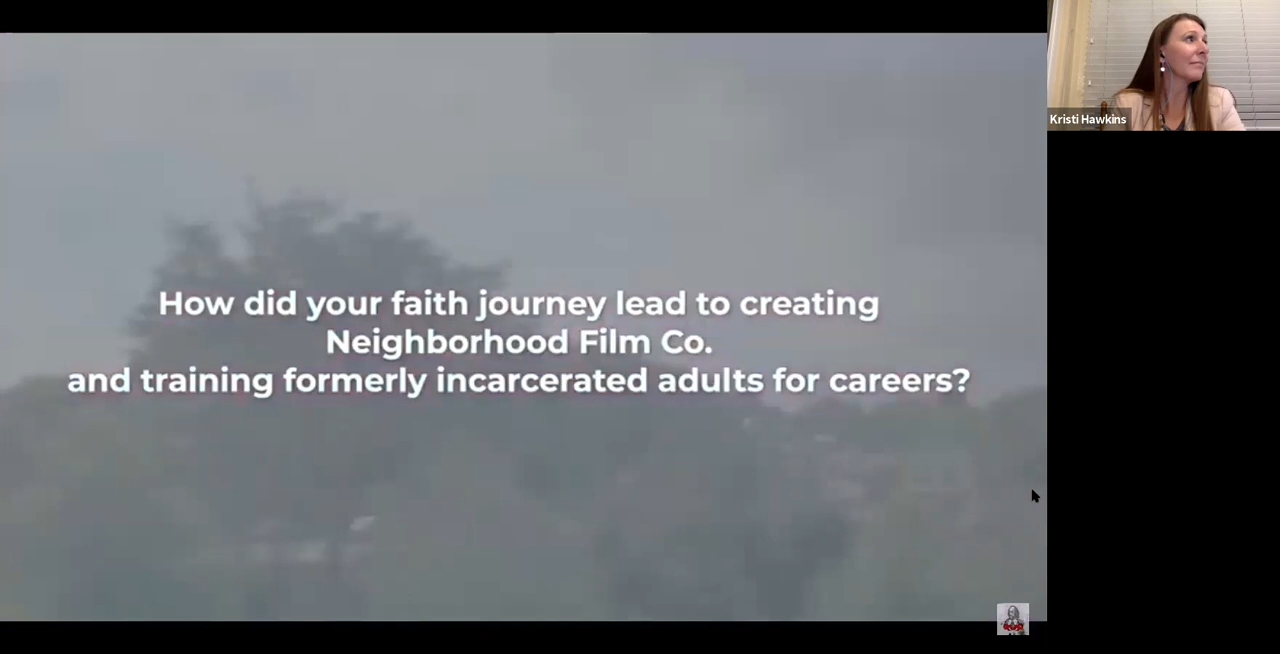 How did your faith journey lead to creating
Neighborhood Film Co.
and training formerly incarcerated adults for careers?
Kristi Hawkins